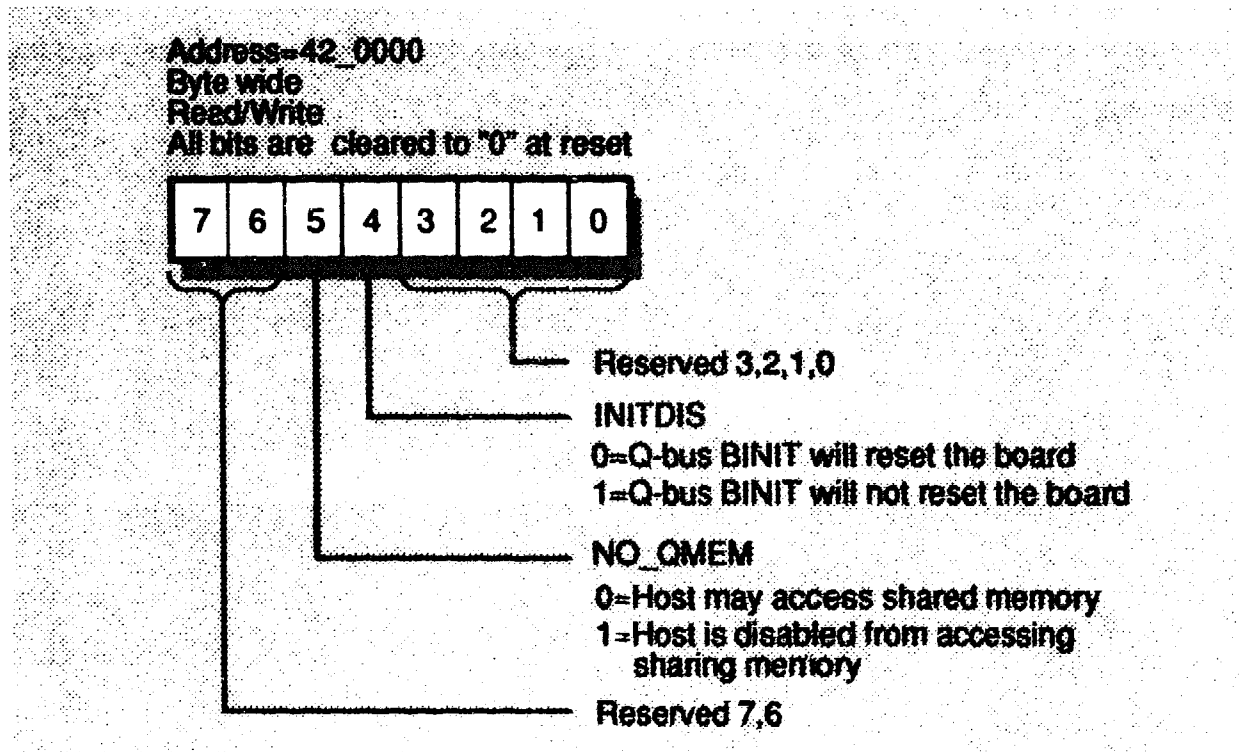 Address=42_0000
Byte wide
Read/Write
All bits are cleared to "0" at reset
7 6 5 4 3 2 1 0
Reserved 3,2,1,0
INITDIS
0=Q-bus BINIT will reset the board
1=Q-bus BINIT will not reset the board
NO_QMEM
0=Host may access shared memory
1=Host is disabled from accessing
sharing memory
Reserved 7,6